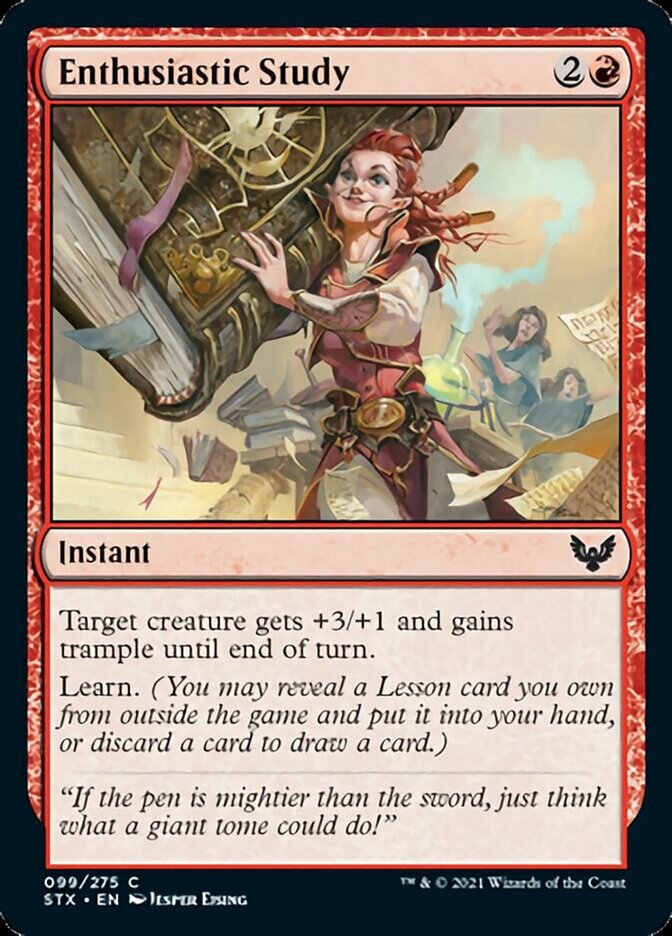 Enthusiastic Study
2
Instant
Target creature gets +3/+1 and gains
trample until end of turn.
Learn. (You may reveal a Lesson card you own
from outside the game and put it into your hand,
or discard a card to draw a card.)
“If the pen is mightier than the sword, just think
what a giant tome could do!”
099/275 C
™ & © 2021 Wizards of the Coast
STX • EN Jesper Ejsing